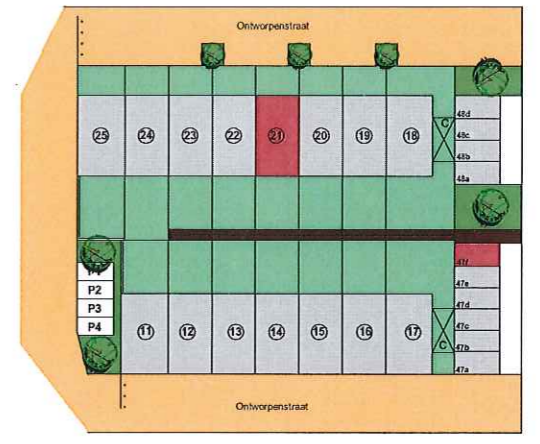 Ontworpenstraat
25
24
23
22
21
20
19
18
C
48d
48c
48b
48a
47f
47e
47d
47c
47b
47a
P1
P2
P3
P4
11
12
13
14
15
16
17
C
Ontworpenstraat